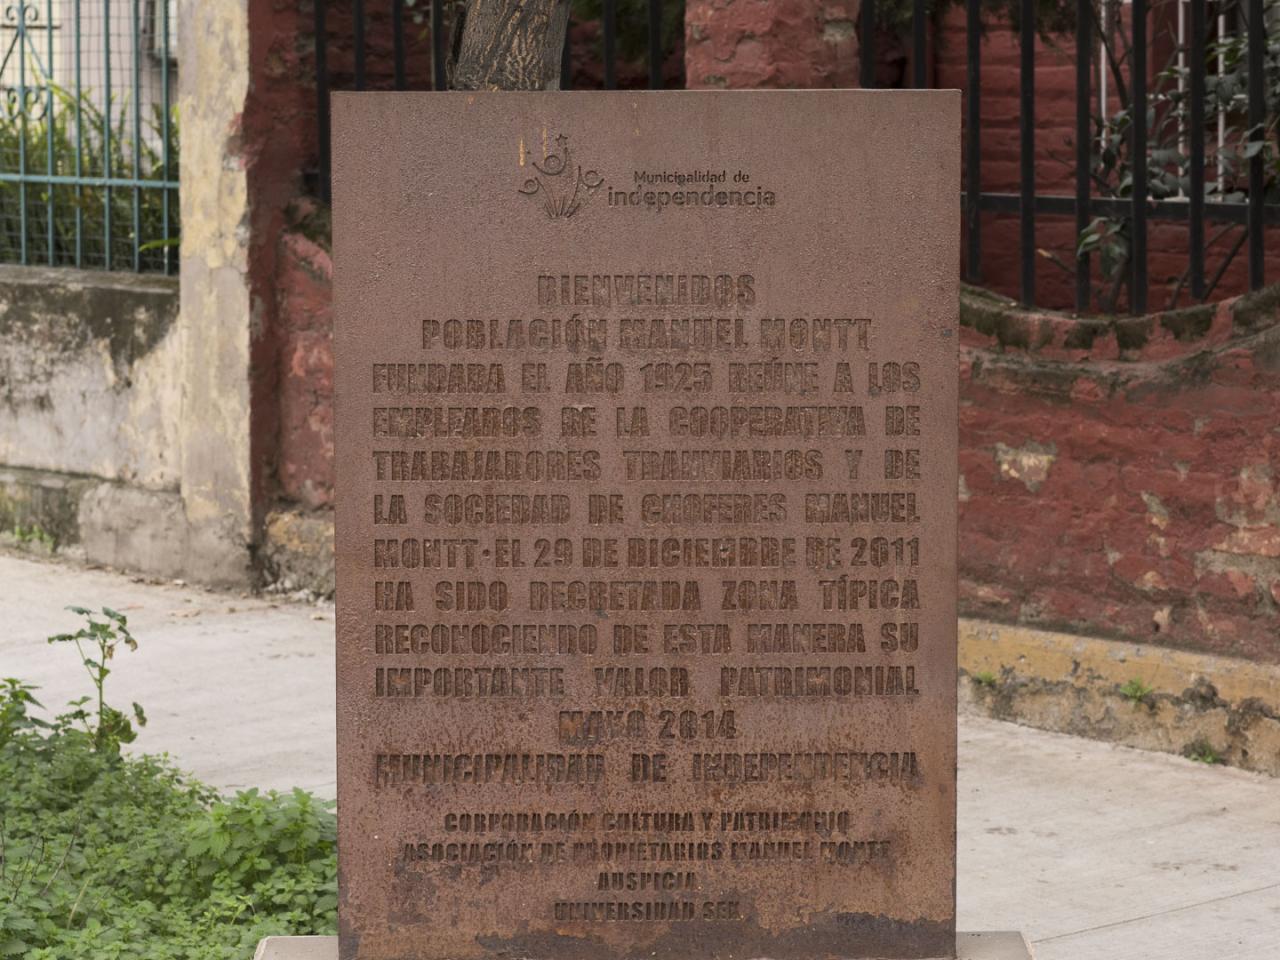 Municipalidad de
independencia
BIENVENIDOS
POBLACIÓN MANUEL MONTT
FUNDADA EL AÑO 1925 REÚNE A LOS
EMPLEADOS DE LA COOPERATIVA DE
TRABAJADORES TRANVIARIOS Y DE
LA SOCIEDAD DE CHOFERES MANUEL
MONTT·EL 29 DE DICIEMBRE DE 2011
HA SIDO DECRETADA ZONA TÍPICA
RECONOCIENDO DE ESTA MANERA SU
IMPORTANTE VALOR PATRIMONIAL
MAYO 2014
MUNICIPALIDAD DE INDEPENDENCIA
CORPORACIÓN CULTURA Y PATRIMONIO
ASOCIACIÓN DE PROPIETARIOS MANUEL MONTT
AUSPICIA
UNIVERSIDAD SEK